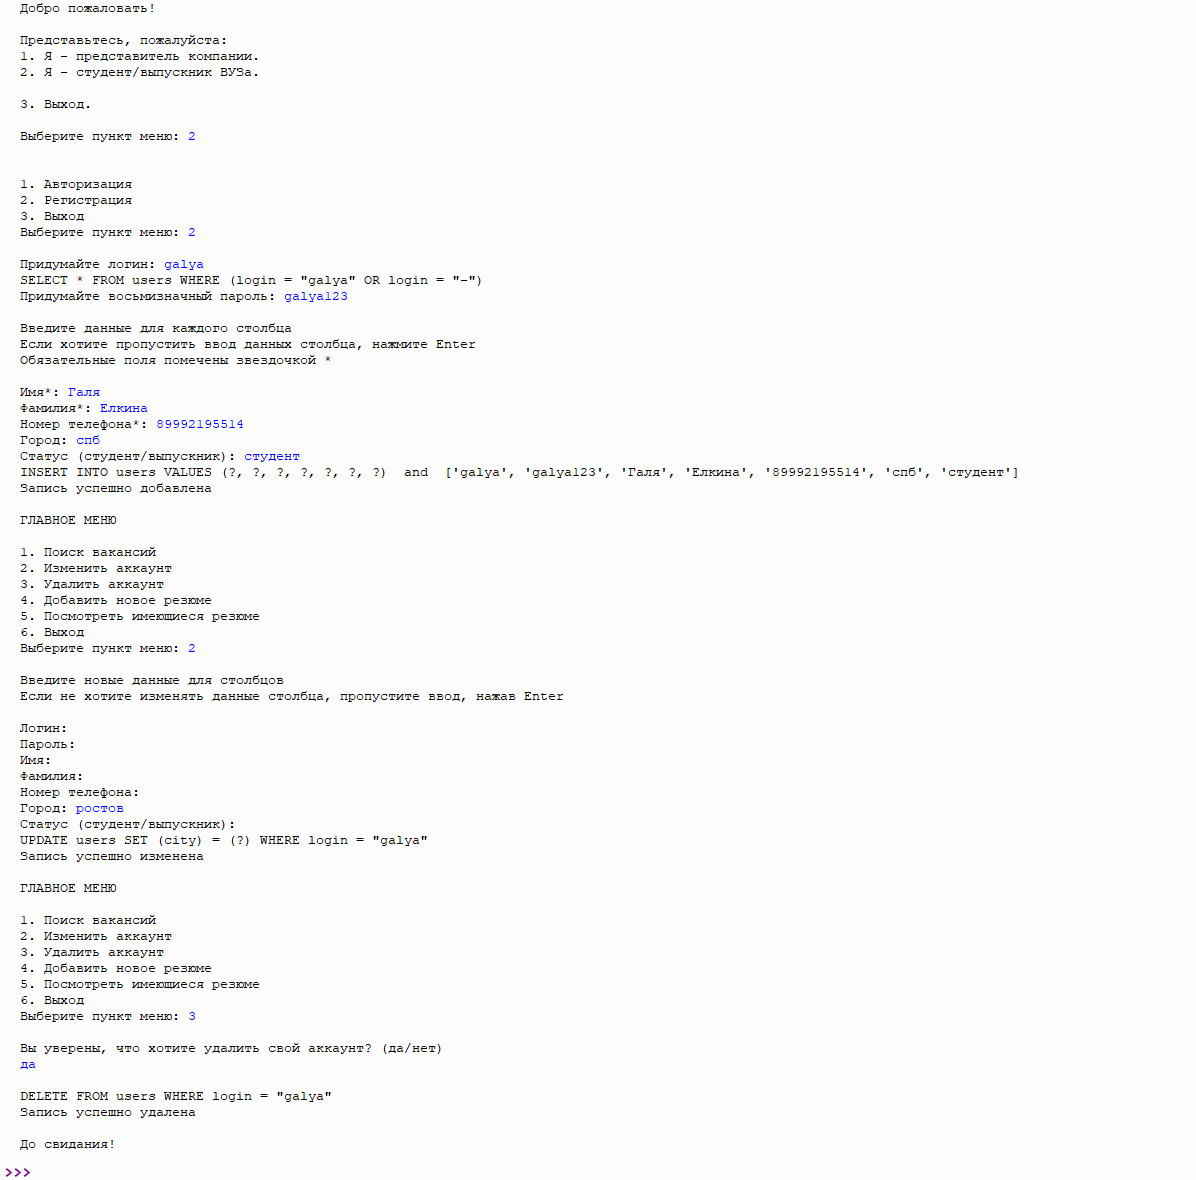 Добро пожаловать!
Представьтесь, пожалуйста:
1. Я - представитель компании.
2. Я - студент/выпускник ВУЗа.
3. Выход.
Выберите пункт меню: 2
1. Авторизация
2. Регистрация
3. Выход
Выберите пункт меню: 2
Придумайте логин: galya
SELECT * FROM users WHERE (login = "galya" OR login = "-")
Придумайте восьмизначный пароль: galya123
Введите данные для каждого столбца
Если хотите пропустить ввод данных столбца, нажмите Enter
Обязательные поля помечены звездочкой *
Имя*: Галя
Фамилия*: Елкина
Номер телефона*: 89992195514
Город: спб
Статус (студент/выпускник): студент
INSERT INTO users VALUES (?, ?, ?, ?, ?, ?, ?)  and  ['galya', 'galya123', 'Галя', 'Елкина', '89992195514', 'спб', 'студент']
Запись успешно добавлена
ГЛАВНОЕ МЕНЮ
1. Поиск вакансий
2. Изменить аккаунт
3. Удалить аккаунт
4. Добавить новое резюме
5. Посмотреть имеющиеся резюме
6. Выход
Выберите пункт меню: 2
Введите новые данные для столбцов
Если не хотите изменять данные столбца, пропустите ввод, нажав Enter
Логин:
Пароль:
Имя:
Фамилия:
Номер телефона:
Город: ростов
Статус (студент/выпускник):
UPDATE users SET (city) = (?) WHERE login = "galya"
Запись успешно изменена
ГЛАВНОЕ МЕНЮ
1. Поиск вакансий
2. Изменить аккаунт
3. Удалить аккаунт
4. Добавить новое резюме
5. Посмотреть имеющиеся резюме
6. Выход
Выберите пункт меню: 3
Вы уверены, что хотите удалить свой аккаунт? (да/нет)
да
DELETE FROM users WHERE login = "galya"
Запись успешно удалена
До свидания!
>>>